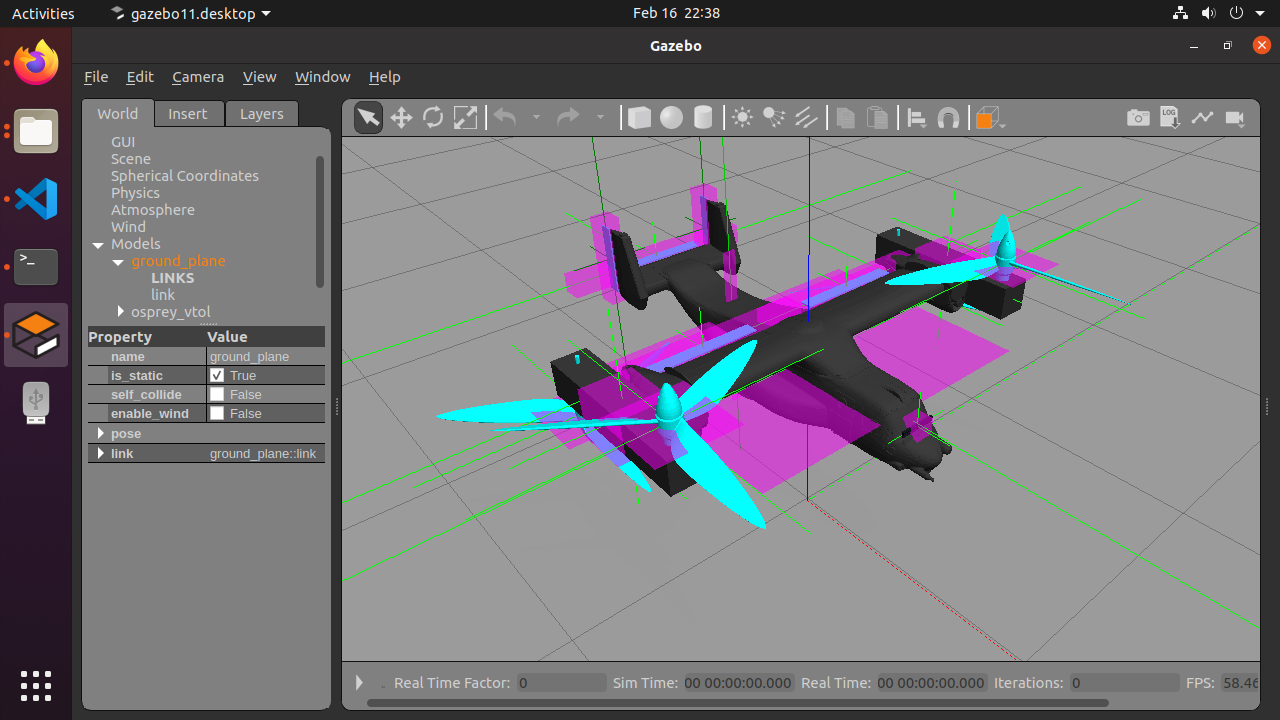 Activities gazebo11.desktop Feb 16 22:38
Gazebo
File Edit Camera View Window Help
World Insert Layers
GUI
Scene
Spherical Coordinates
Physics
Atmosphere
Wind
Models
ground_plane
LINKS
link
osprey_vtol
Property Value
name ground_plane
is_static True
self_collide False
enable_wind False
pose
link ground_plane::link
LOG
>_
Real Time Factor: 0 Sim Time: 00 00:00:00.000 Real Time: 00 00:00:00.000 Iterations: 0 FPS: 58.46